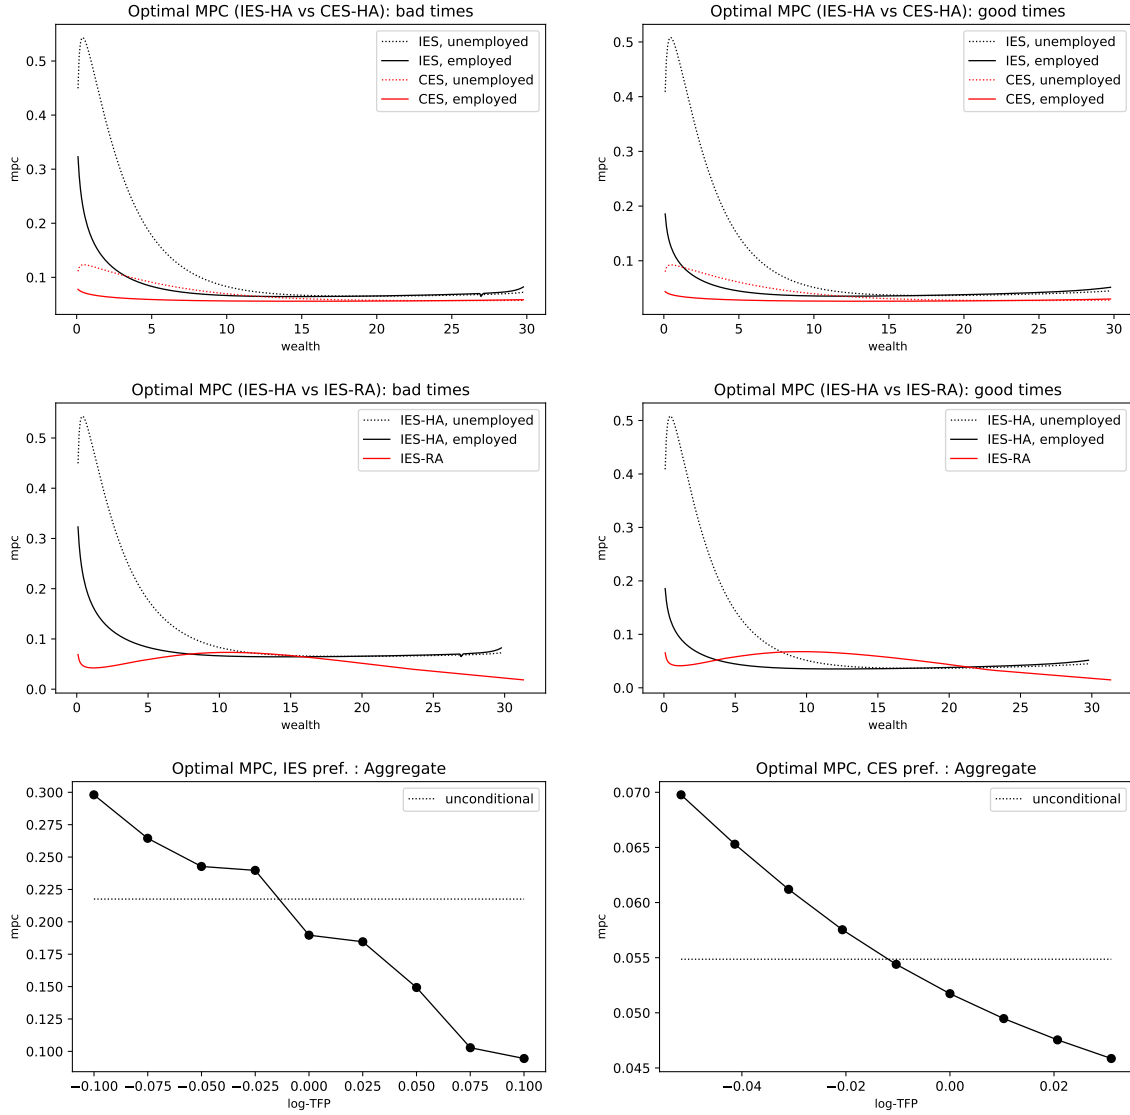 Optimal MPC (IES-HA vs CES-HA): bad times
IES, unemployed
IES, employed
CES, unemployed
CES, employed
0.5
0.4
0.3
0.2
0.1
mpc
0 5 10 15 20 25 30
wealth
Optimal MPC (IES-HA vs CES-HA): good times
IES, unemployed
IES, employed
CES, unemployed
CES, employed
0.5
0.4
0.3
0.2
0.1
mpc
0 5 10 15 20 25 30
wealth
Optimal MPC (IES-HA vs IES-RA): bad times
IES-HA, unemployed
IES-HA, employed
IES-RA
0.5
0.4
0.3
0.2
0.1
0.0
mpc
0 5 10 15 20 25 30
wealth
Optimal MPC (IES-HA vs IES-RA): good times
IES-HA, unemployed
IES-HA, employed
IES-RA
0.5
0.4
0.3
0.2
0.1
0.0
mpc
0 5 10 15 20 25 30
wealth
Optimal MPC, IES pref. : Aggregate
unconditional
0.300
0.275
0.250
0.225
0.200
0.175
0.150
0.125
0.100
mpc
−0.100 −0.075 −0.050 −0.025 0.000 0.025 0.050 0.075 0.100
log-TFP
Optimal MPC, CES pref. : Aggregate
unconditional
0.070
0.065
0.060
0.055
0.050
0.045
mpc
−0.04 −0.02 0.00 0.02
log-TFP